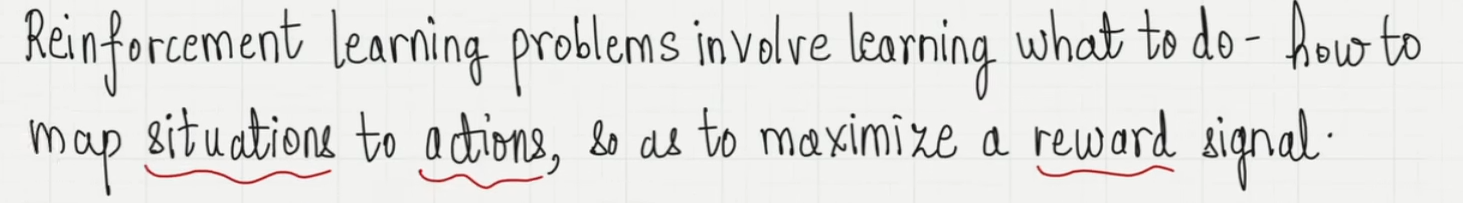 Reinforcement learning problems involve learning what to do - how to
map situations to actions, so as to maximize a reward signal.